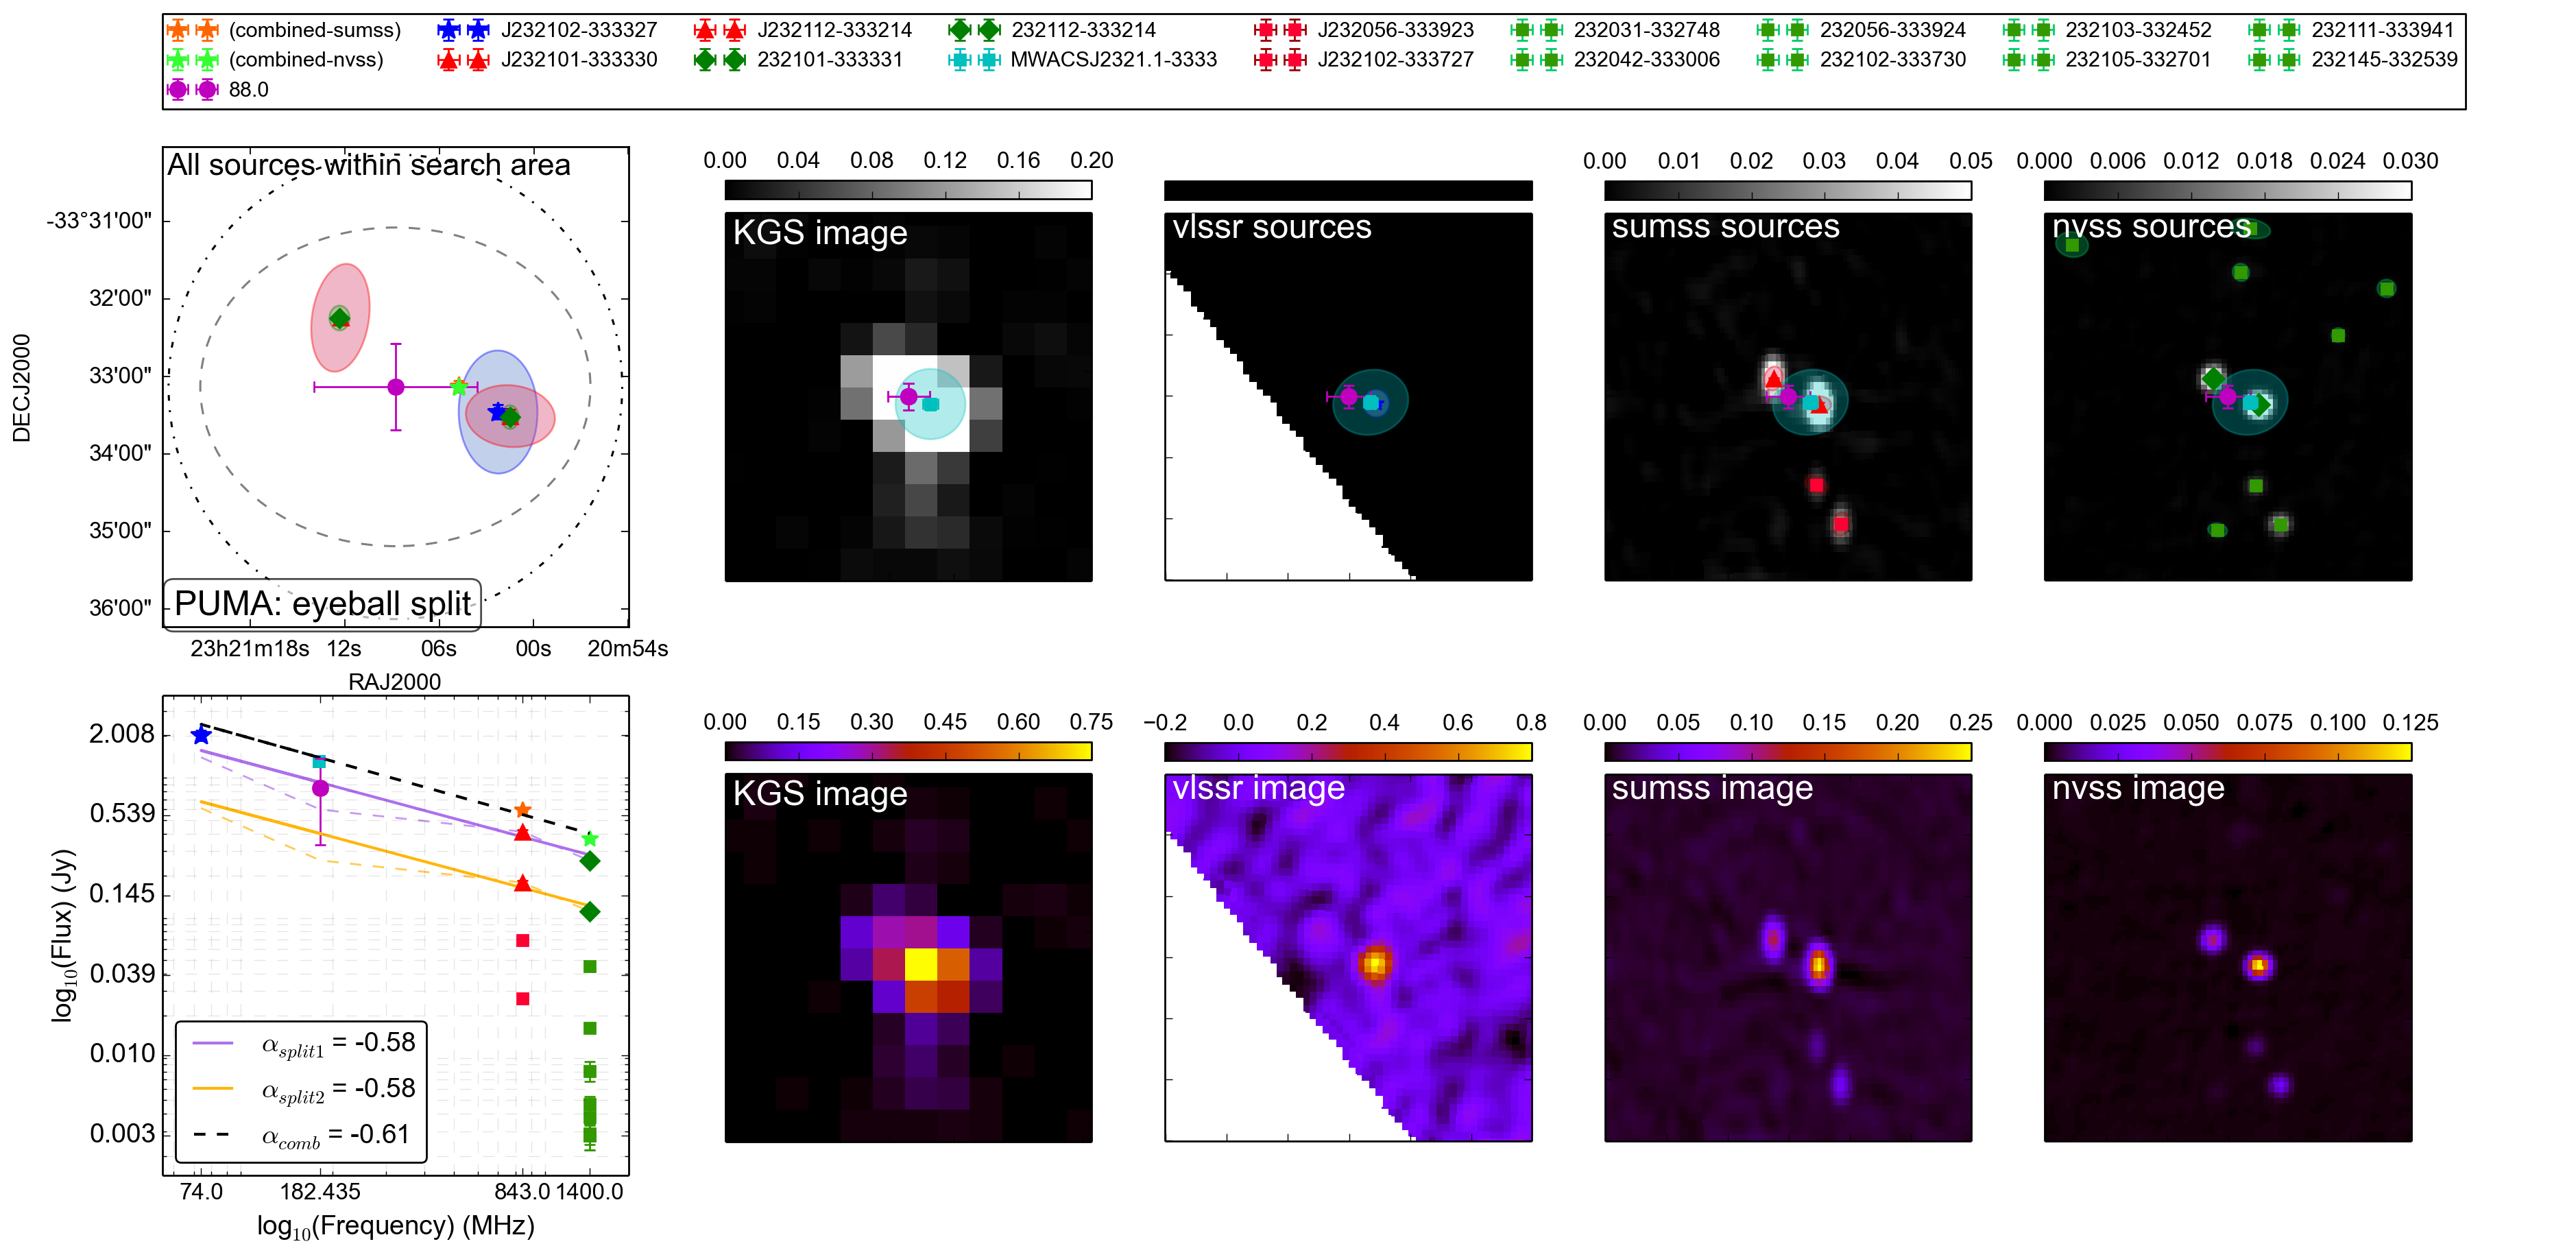 (combined-sumss) J232102-333327 J232112-333214 232112-333214 J232056-333923 232031-332748 232056-333924 232103-332452 232111-333941
(combined-nvss) J232101-333330 232101-333331 MWACSJ2321.1-3333 J232102-333727 232042-333006 232102-333730 232105-332701 232145-332539
88.0
All sources within search area
-33°31'00"
32'00"
33'00"
34'00"
35'00"
36'00"
DECJ2000
PUMA: eyeball split
23h21m18s 12s 06s 00s 20m54s
RAJ2000
0.00 0.04 0.08 0.12 0.16 0.20
KGS image
vlssr sources
0.00 0.01 0.02 0.03 0.04 0.05
sumss sources
0.000 0.006 0.012 0.018 0.024 0.030
nvss sources
2.008
0.539
0.145
0.039
0.010
0.003
log10(Flux) (Jy)
αsplit1 = -0.58
αsplit2 = -0.58
αcomb = -0.61
74.0 182.435 843.0 1400.0
log10(Frequency) (MHz)
0.00 0.15 0.30 0.45 0.60 0.75
KGS image
−0.2 0.0 0.2 0.4 0.6 0.8
vlssr image
0.00 0.05 0.10 0.15 0.20 0.25
sumss image
0.000 0.025 0.050 0.075 0.100 0.125
nvss image